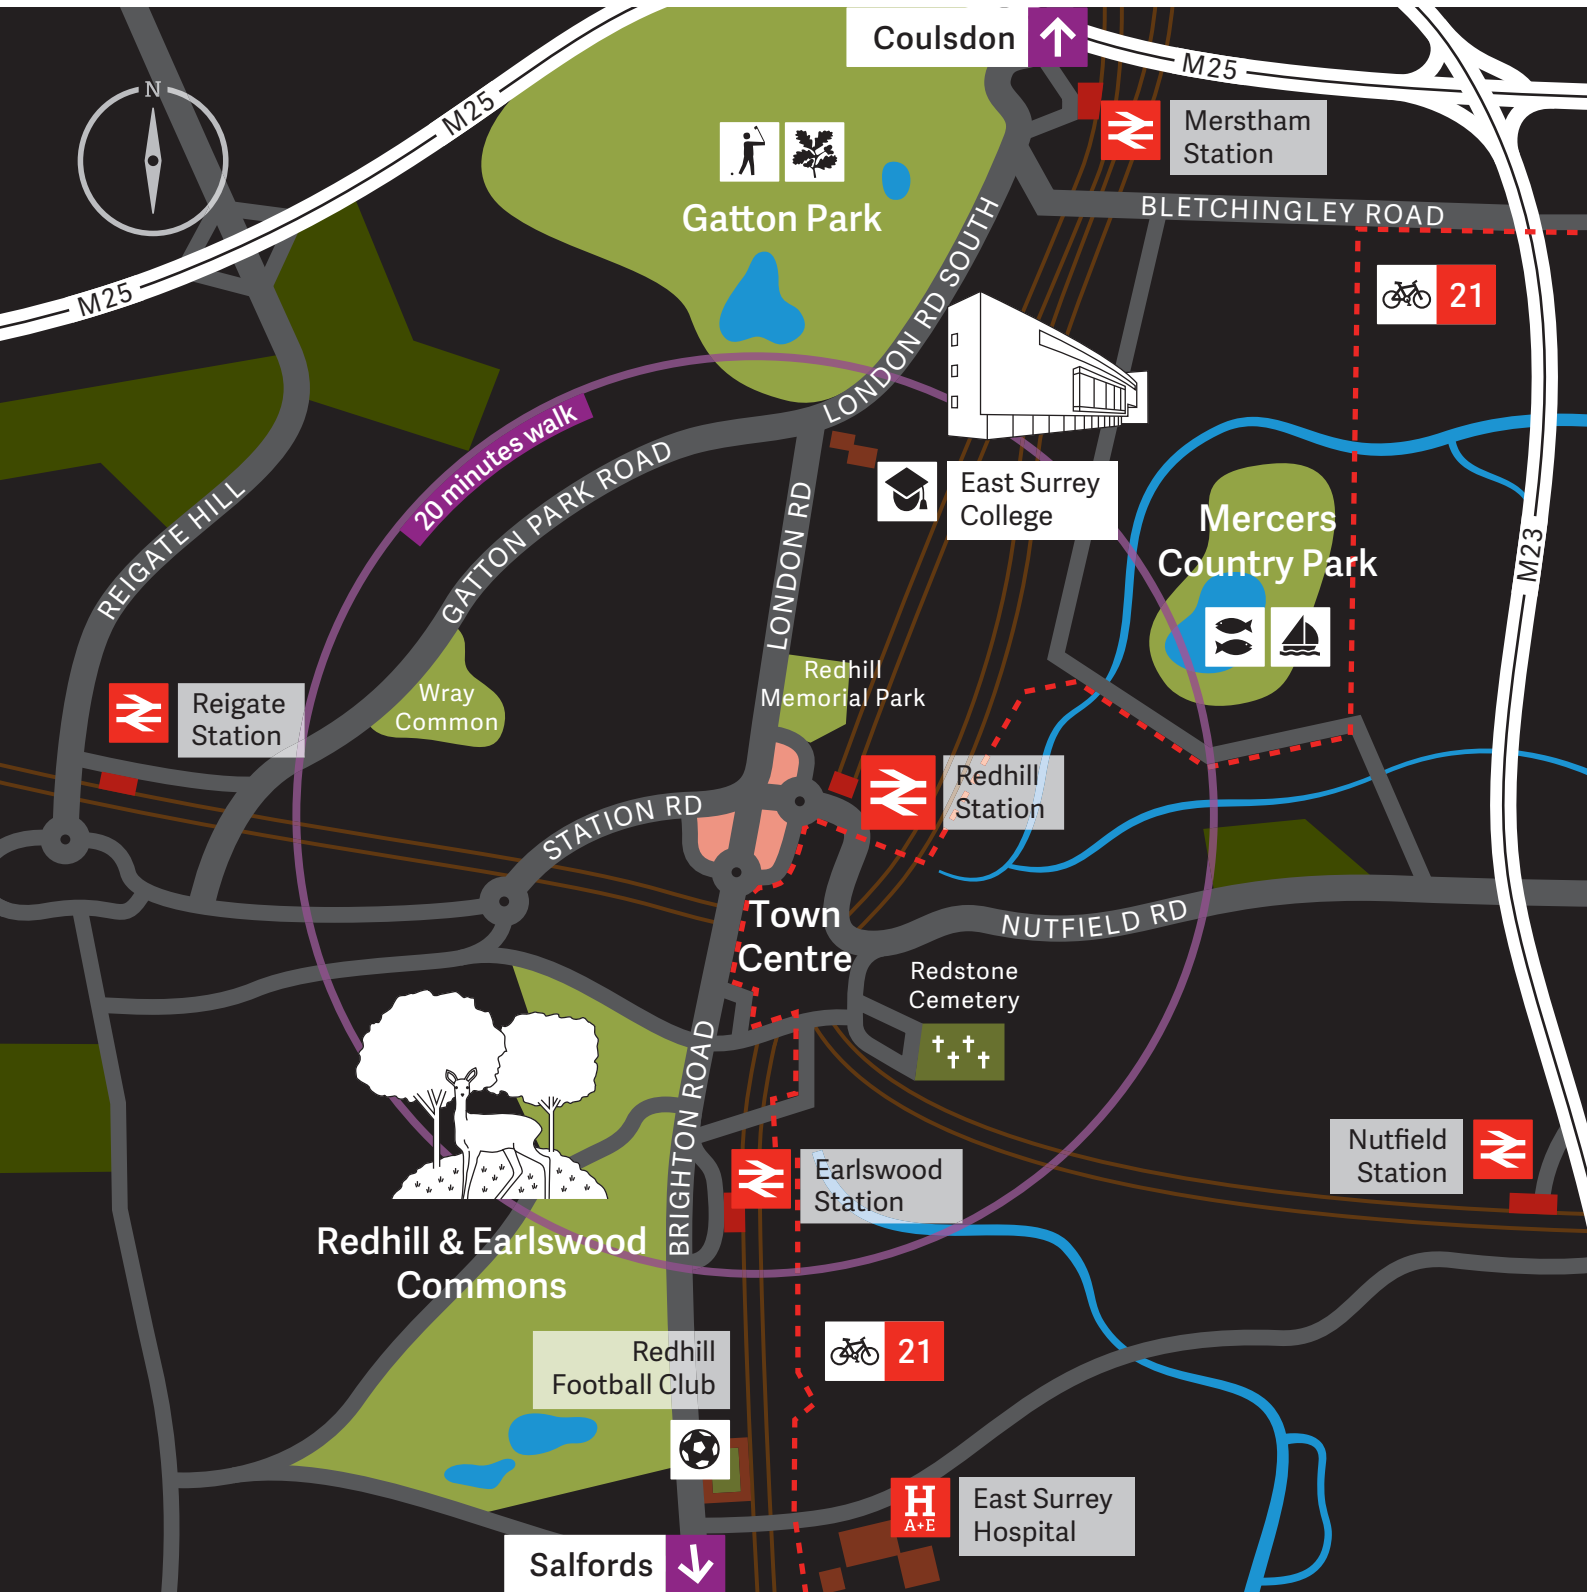 Coulsdon
M25
M25
N
Merstham
Station
Gatton Park
BLETCHINGLEY ROAD
21
M25
LONDON RD SOUTH
20 minutes walk
GATTON PARK ROAD
REIGATE HILL
LONDON RD
East Surrey
College
Mercers
Country Park
M23
Wray
Common
Redhill
Memorial Park
Reigate
Station
Redhill
Station
STATION RD
Town
Centre
NUTFIELD RD
Redstone
Cemetery
BRIGHTON ROAD
Nutfield
Station
Earlswood
Station
Redhill & Earlswood
Commons
Redhill
Football Club
21
H
A+E
East Surrey
Hospital
Salfords